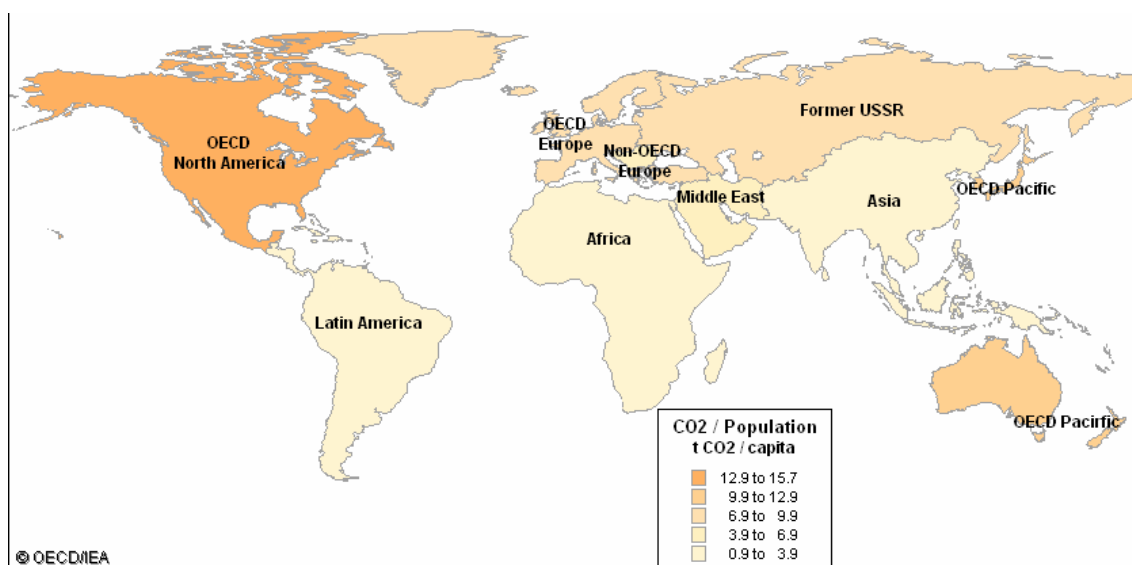 Former USSR
OECD
Europe
OECD
North America
Non-OECD
Europe
Middle East
OECD Pacific
Asia
Africa
Latin America
OECD Pacirfic
CO2 / Population
t CO2 / capita
12.9 to 15.7
9.9 to 12.9
6.9 to 9.9
3.9 to 6.9
0.9 to 3.9
© OECD/IEA